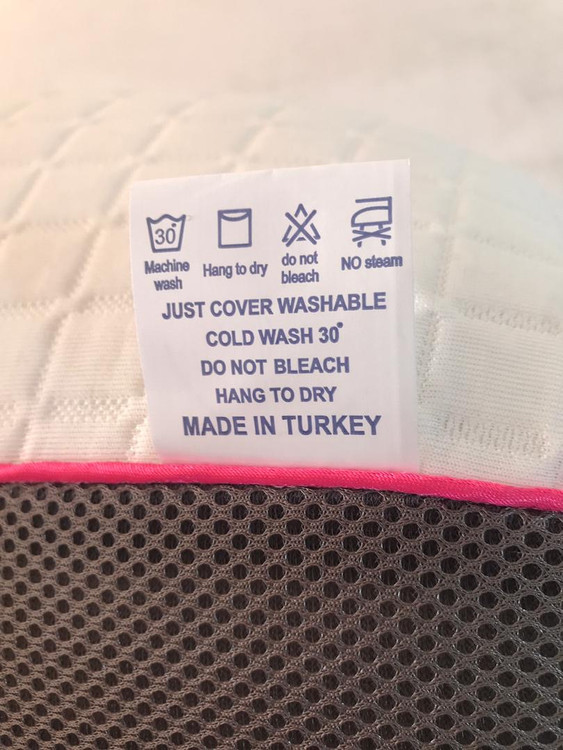 30°
Machine wash
Hang to dry
do not bleach
NO steam
JUST COVER WASHABLE
COLD WASH 30°
DO NOT BLEACH
HANG TO DRY
MADE IN TURKEY